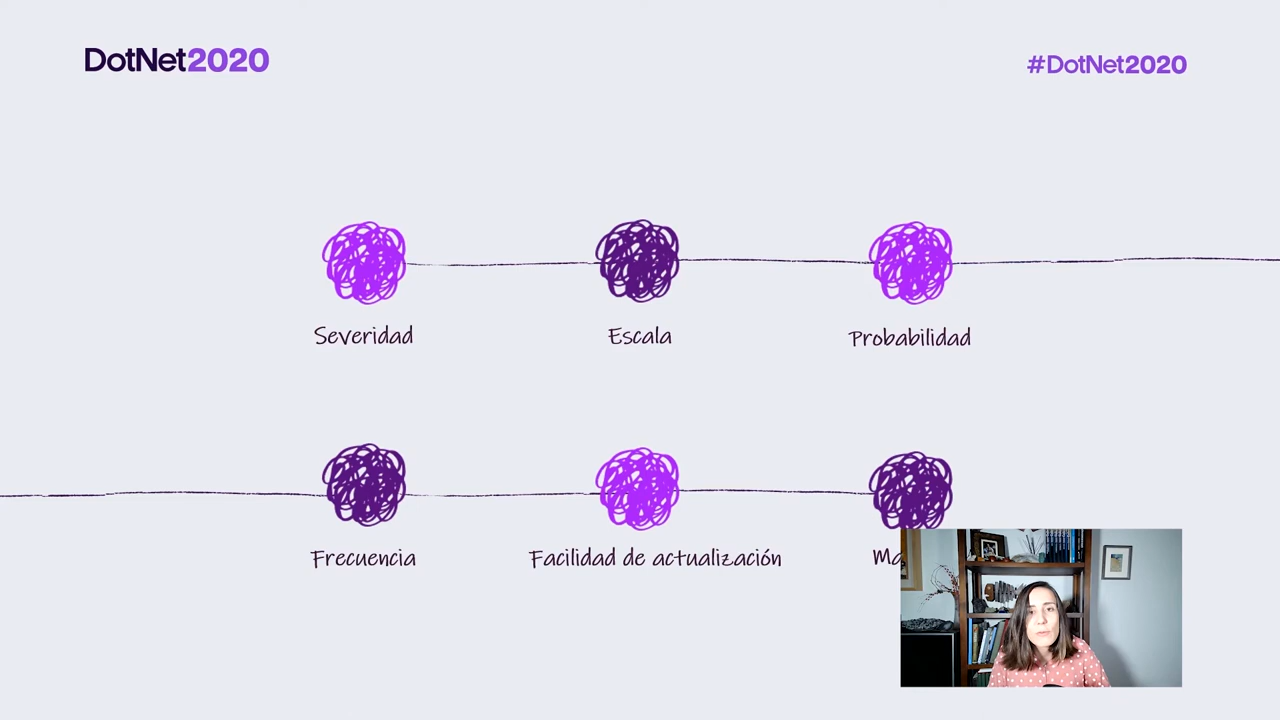 DotNet2020
#DotNet2020
Severidad
Escala
Probabilidad
Frecuencia
Facilidad de actualización